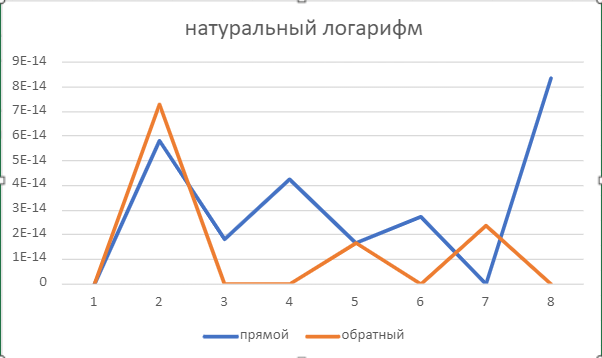 натуральный логарифм
9E-14
8E-14
7E-14
6E-14
5E-14
4E-14
3E-14
2E-14
1E-14
0
1 2 3 4 5 6 7 8
прямой обратный